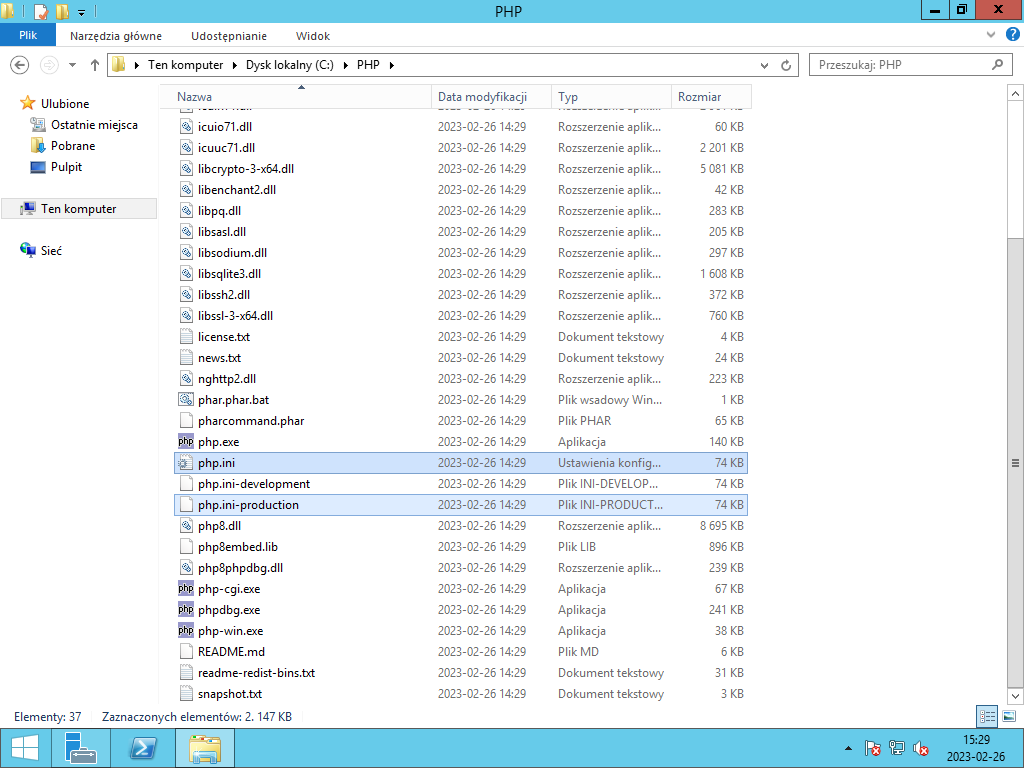 PHP
Plik Narzędzia główne Udostępnianie Widok
Ten komputer Dysk lokalny (C:) PHP Przeszukaj: PHP
Ulubione
Ostatnie miejsca
Pobrane
Pulpit
Ten komputer
Sieć
Nazwa Data modyfikacji Typ Rozmiar
icuio71.dll 2023-02-26 14:29 Rozszerzenie aplik... 60 KB
icuuc71.dll 2023-02-26 14:29 Rozszerzenie aplik... 2 201 KB
libcrypto-3-x64.dll 2023-02-26 14:29 Rozszerzenie aplik... 5 081 KB
libenchant2.dll 2023-02-26 14:29 Rozszerzenie aplik... 42 KB
libpq.dll 2023-02-26 14:29 Rozszerzenie aplik... 283 KB
libsasl.dll 2023-02-26 14:29 Rozszerzenie aplik... 205 KB
libsodium.dll 2023-02-26 14:29 Rozszerzenie aplik... 297 KB
libsqlite3.dll 2023-02-26 14:29 Rozszerzenie aplik... 1 608 KB
libssh2.dll 2023-02-26 14:29 Rozszerzenie aplik... 372 KB
libssl-3-x64.dll 2023-02-26 14:29 Rozszerzenie aplik... 760 KB
license.txt 2023-02-26 14:29 Dokument tekstowy 4 KB
news.txt 2023-02-26 14:29 Dokument tekstowy 24 KB
nghttp2.dll 2023-02-26 14:29 Rozszerzenie aplik... 223 KB
phar.phar.bat 2023-02-26 14:29 Plik wsadowy Win... 1 KB
pharcommand.phar 2023-02-26 14:29 Plik PHAR 65 KB
php php.exe 2023-02-26 14:29 Aplikacja 140 KB
php.ini 2023-02-26 14:29 Ustawienia konfig... 74 KB
php.ini-development 2023-02-26 14:29 Plik INI-DEVELOP... 74 KB
php.ini-production 2023-02-26 14:29 Plik INI-PRODUCT... 74 KB
php8.dll 2023-02-26 14:29 Rozszerzenie aplik... 8 695 KB
php8embed.lib 2023-02-26 14:29 Plik LIB 896 KB
php8phpdbg.dll 2023-02-26 14:29 Rozszerzenie aplik... 239 KB
php php-cgi.exe 2023-02-26 14:29 Aplikacja 67 KB
php phpdbg.exe 2023-02-26 14:29 Aplikacja 241 KB
php php-win.exe 2023-02-26 14:29 Aplikacja 38 KB
README.md 2023-02-26 14:29 Plik MD 6 KB
readme-redist-bins.txt 2023-02-26 14:29 Dokument tekstowy 31 KB
snapshot.txt 2023-02-26 14:29 Dokument tekstowy 3 KB
Elementy: 37 Zaznaczonych elementów: 2. 147 KB
15:29
2023-02-26